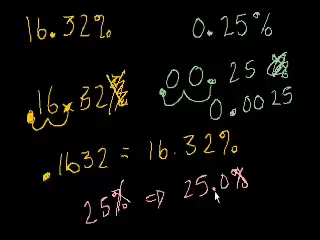 16.32%
0.25%
.16.32%
.00.25%
0.0025
.1632 = 16.32%
25% ⇒ 25.0%